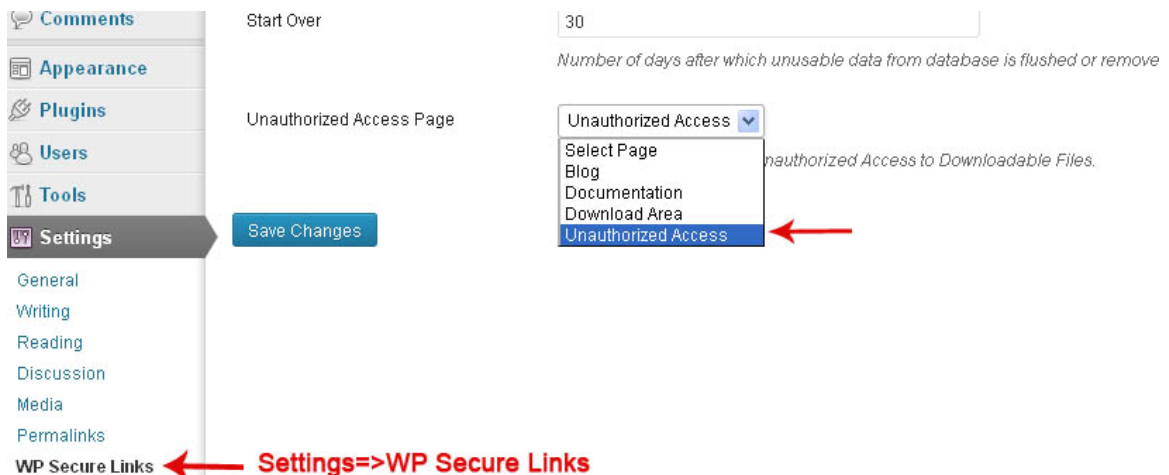 Comments
Start Over
30
Number of days after which unusable data from database is flushed or remove
Appearance
Plugins
Unauthorized Access Page
Unauthorized Access
Users
Select Page
nauthorized Access to Downloadable Files.
Blog
Documentation
Tools
Download Area
Settings
Save Changes
Unauthorized Access
General
Writing
Reading
Discussion
Media
Permalinks
WP Secure Links
Settings=>WP Secure Links